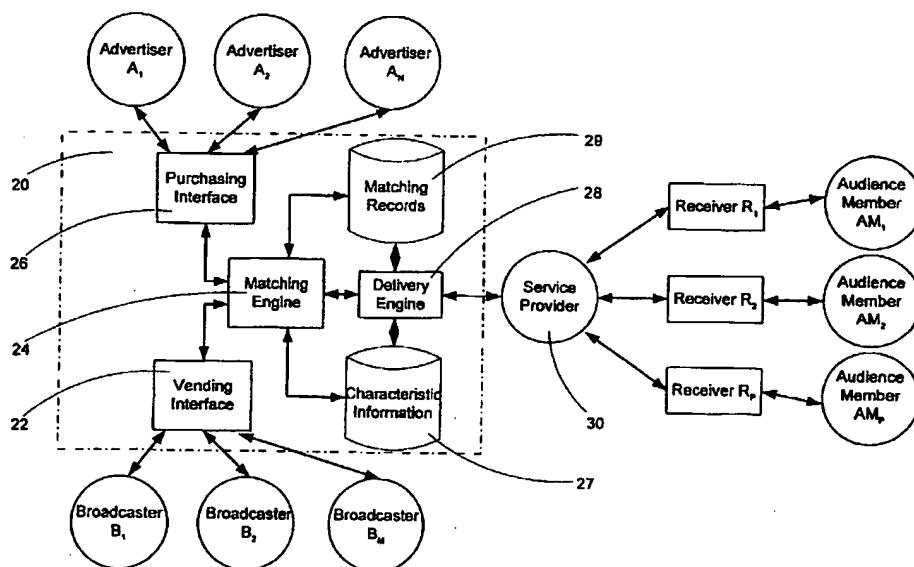 Advertiser
A1
Advertiser
A2
Advertiser
AN
20
Purchasing
Interface
26
Matching
Records
29
28
Matching
Engine
Delivery
Engine
24
Service
Provider
30
Receiver R1
Audience
Member
AM1
Receiver R2
Audience
Member
AM2
Receiver RP
Audience
Member
AMP
Vending
Interface
22
Characteristic
Information
27
Broadcaster
B1
Broadcaster
B2
Broadcaster
BM